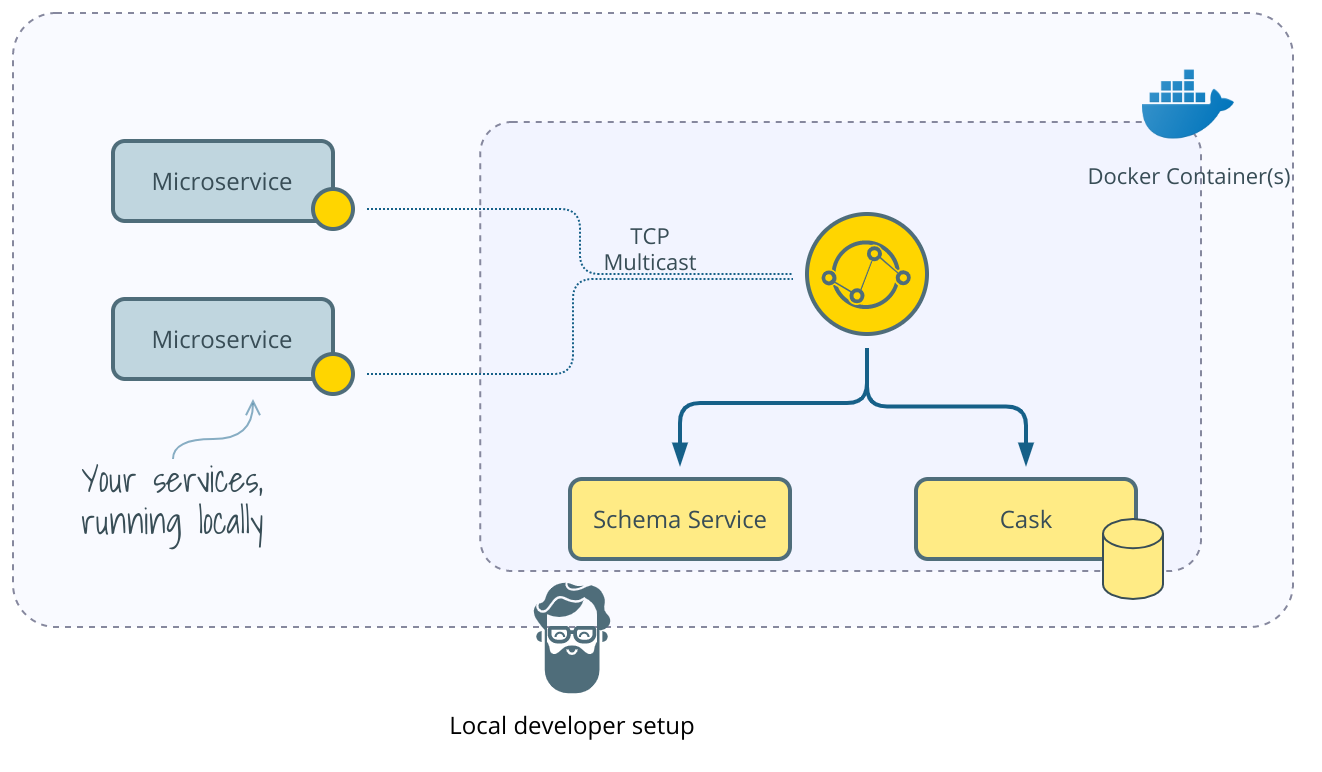 Docker Container(s)
Microservice
TCP
Multicast
Microservice
Your services,
running locally
Schema Service
Cask
Local developer setup